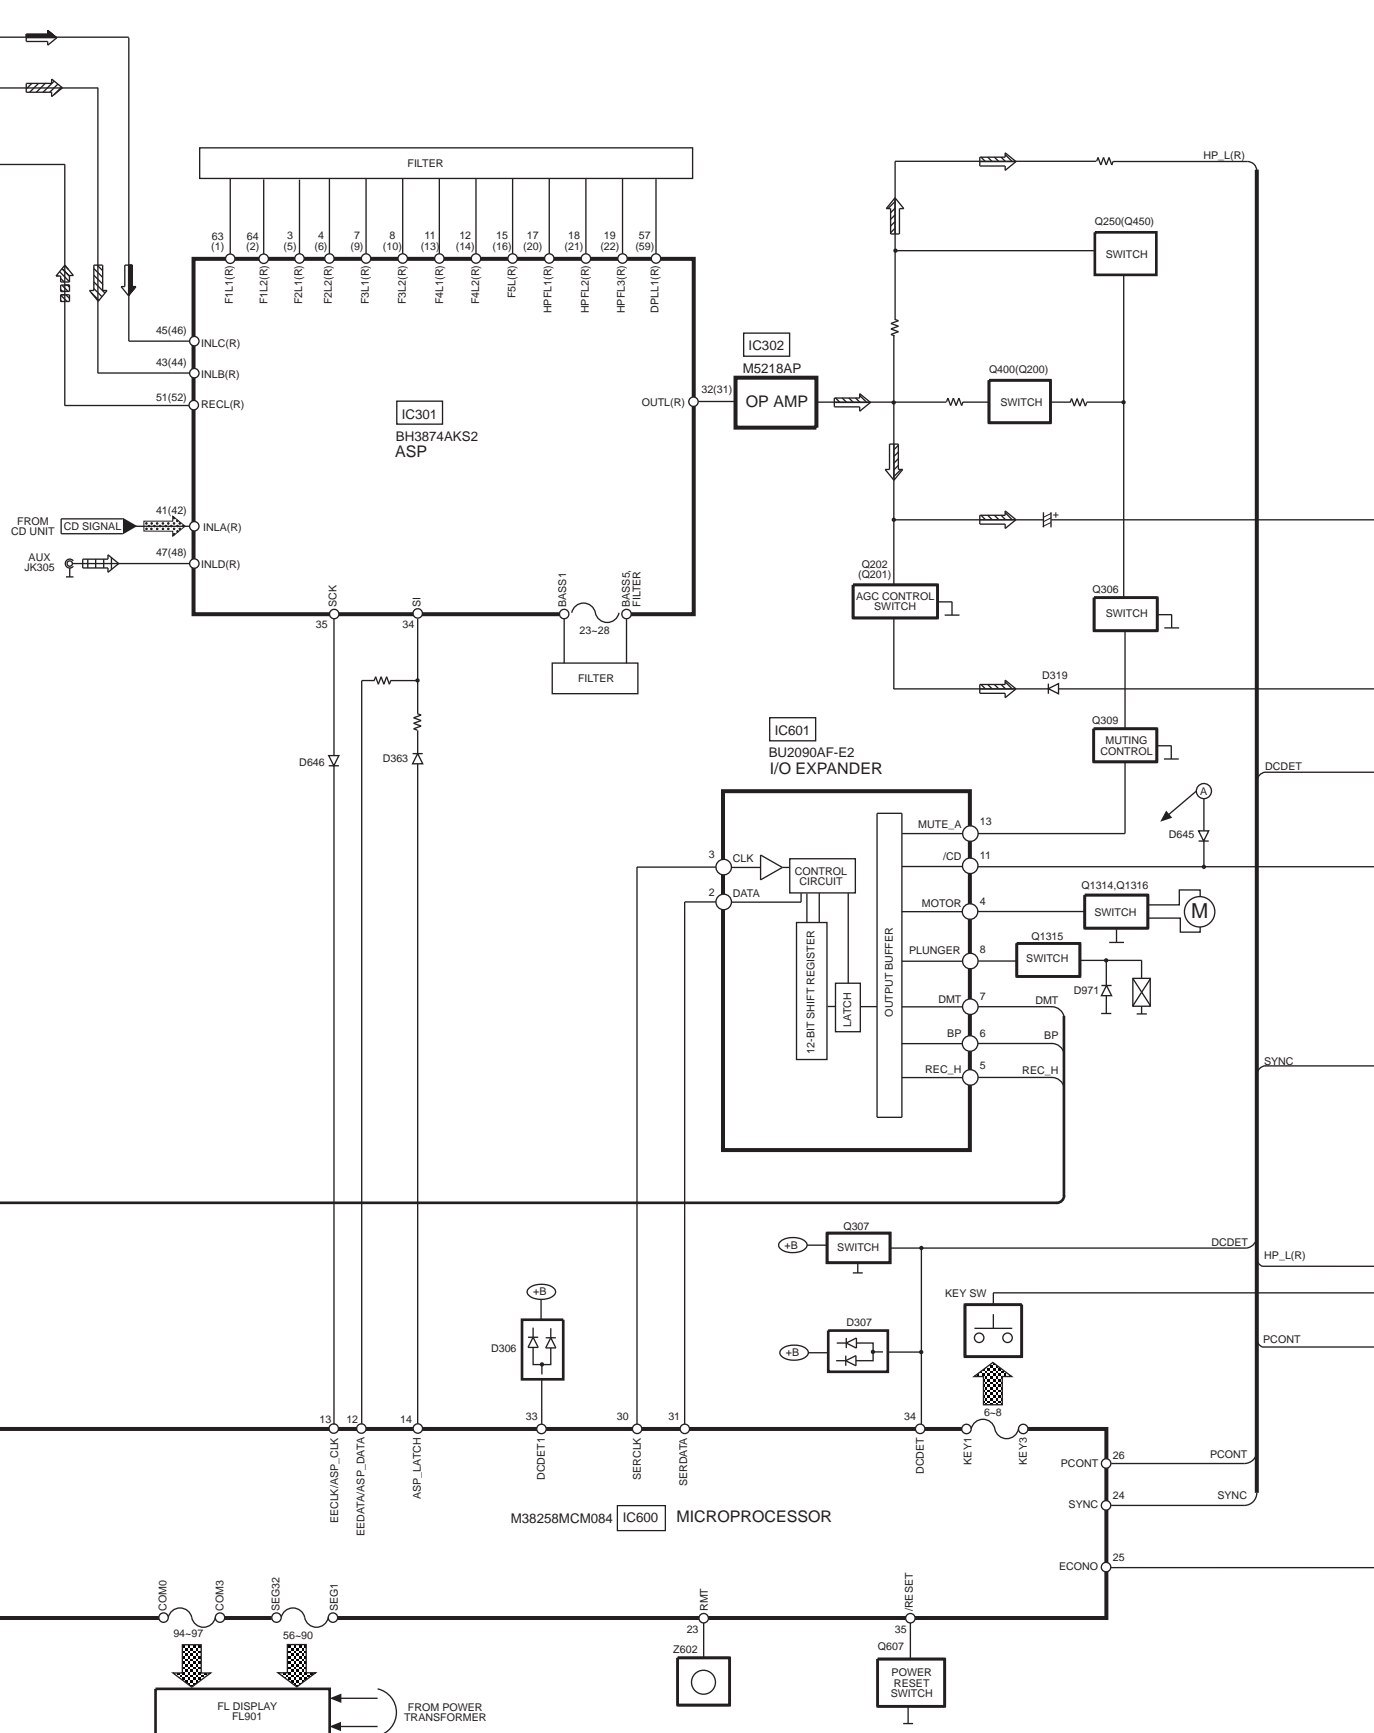 HP_L(R)
FILTER
63
(1)
64
(2)
3
(5)
4
(6)
7
(9)
8
(10)
11
(13)
12
(14)
15
(16)
17
(20)
18
(21)
19
(22)
57
(59)
F1L1(R)
F1L2(R)
F2L1(R)
F2L2(R)
F3L1(R)
F3L2(R)
F4L1(R)
F4L2(R)
F5L(R)
HPFL1(R)
HPFL2(R)
HPFL3(R)
DPLL1(R)
Q250(Q450)
SWITCH
45(46)
INLC(R)
43(44)
INLB(R)
51(52)
RECL(R)
IC301
BH3874AKS2
ASP
OUTL(R)
32(31)
IC302
M5218AP
OP AMP
Q400(Q200)
SWITCH
FROM
CD UNIT
CD SIGNAL
41(42)
INLA(R)
AUX
JK305
47(48)
INLD(R)
+
Q202
(Q201)
AGC CONTROL
SWITCH
Q306
SWITCH
SCK
35
SI
34
BASS1
BASS5,
FILTER
23~28
FILTER
D319
Q309
MUTING
CONTROL
D646
D363
IC601
BU2090AF-E2
I/O EXPANDER
DCDET
A
D645
3
CLK
2
DATA
CONTROL
CIRCUIT
12-BIT SHIFT REGISTER
LATCH
OUTPUT BUFFER
MUTE_A
13
/CD
11
MOTOR
4
Q1314,Q1316
SWITCH
M
PLUNGER
8
Q1315
SWITCH
D971
DMT
7
DMT
BP
6
BP
REC_H
5
REC_H
SYNC
Q307
+B
SWITCH
DCDET
HP_L(R)
+B
D306
D307
+B
KEY SW
PCONT
6~8
13
12
14
33
30
31
34
EECLK/ASP_CLK
EEDATA/ASP_DATA
ASP_LATCH
DCDET1
SERCLK
SERDATA
DCDET
KEY1
KEY3
PCONT
26
PCONT
SYNC
24
SYNC
M38258MCM084
IC600
MICROPROCESSOR
ECONO
25
COM0
COM3
SEG32
SEG1
94~97
56~90
RMT
23
Z602
/RESET
35
Q607
POWER
RESET
SWITCH
FL DISPLAY
FL901
FROM POWER
TRANSFORMER